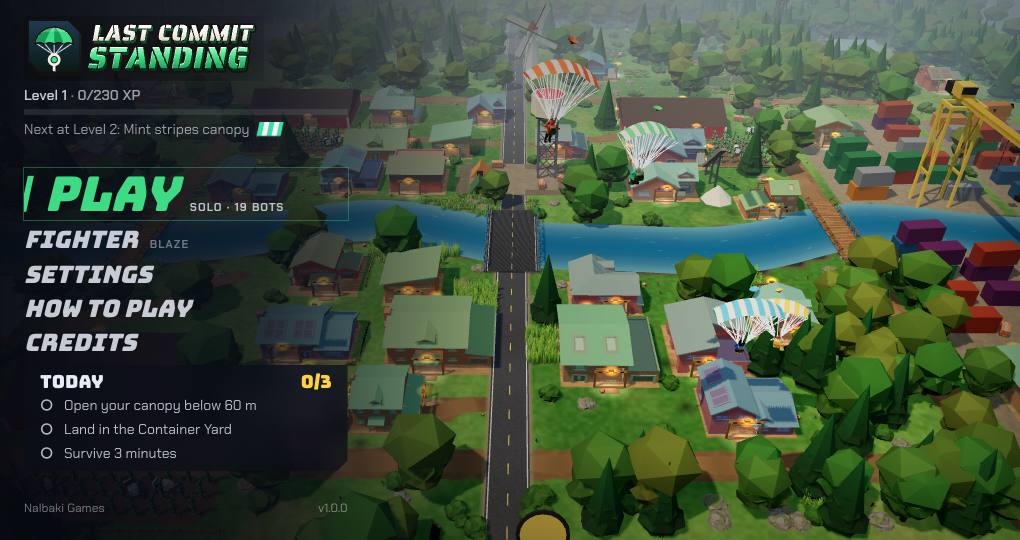 LAST COMMIT
STANDING
Level 1 · 0/230 XP
Next at Level 2: Mint stripes canopy
PLAY SOLO · 19 BOTS
FIGHTER BLAZE
SETTINGS
HOW TO PLAY
CREDITS
TODAY 0/3
Open your canopy below 60 m
Land in the Container Yard
Survive 3 minutes
Nalbaki Games v1.0.0